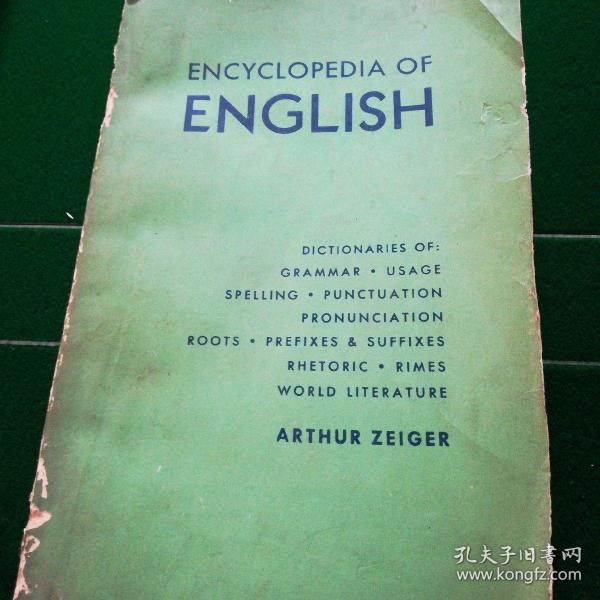 ENCYCLOPEDIA OF
ENGLISH
DICTIONARIES OF:
GRAMMAR • USAGE
SPELLING • PUNCTUATION
PRONUNCIATION
ROOTS • PREFIXES & SUFFIXES
RHETORIC • RIMES
WORLD LITERATURE
ARTHUR ZEIGER
孔夫子旧书网
www.kongfz.com